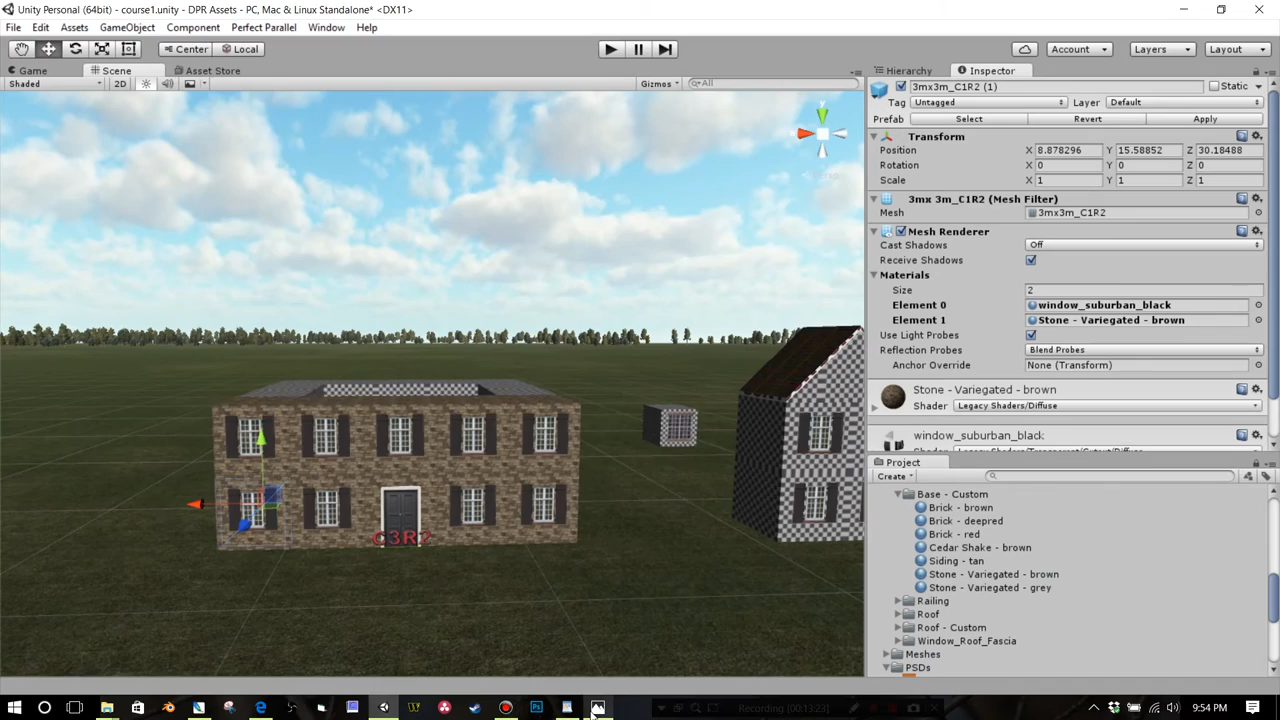 Unity Personal (64bit) - course1.unity - DPR Assets - PC, Mac & Linux Standalone* <DX11>
File Edit Assets GameObject Component Perfect Parallel Window Help
Center Local Account Layers Layout
Game Scene Asset Store Hierarchy Inspector
Shaded 2D Gizmos All
3mx3m_C1R2 (1) Static
Tag Untagged Layer Default
Prefab Select Revert Apply
Transform
Position X 8.878296 Y 15.58852 Z 30.18488
Rotation X 0 Y 0 Z 0
Scale X 1 Y 1 Z 1
3mx 3m_C1R2 (Mesh Filter)
Mesh 3mx3m_C1R2
Mesh Renderer
Cast Shadows Off
Receive Shadows
Materials
Size 2
Element 0 window_suburban_black
Element 1 Stone - Variegated - brown
Use Light Probes
Reflection Probes Blend Probes
Anchor Override None (Transform)
Stone - Variegated - brown
Shader Legacy Shaders/Diffuse
window_suburban_black
Project
Create
Base - Custom
Brick - brown
Brick - deepred
Brick - red
Cedar Shake - brown
Siding - tan
Stone - Variegated - brown
Stone - Variegated - grey
Railing
Roof
Roof - Custom
Window_Roof_Fascia
Meshes
PSDs
y
C3R2
Recording [00:13:23]
9:54 PM